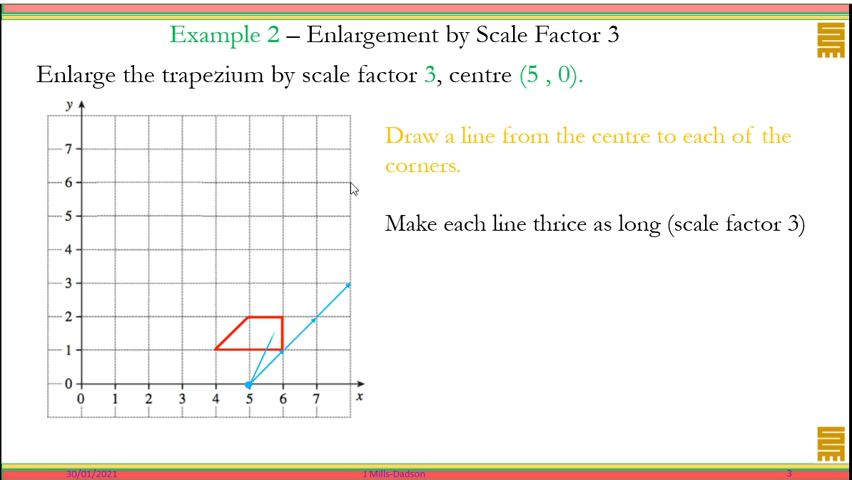 Example 2 – Enlargement by Scale Factor 3
Enlarge the trapezium by scale factor 3, centre (5 , 0).
y
7
6
5
4
3
2
1
0
0 1 2 3 4 5 6 7 x
Draw a line from the centre to each of the
corners.
Make each line thrice as long (scale factor 3)
30/01/2021 J Mills-Dadson 3